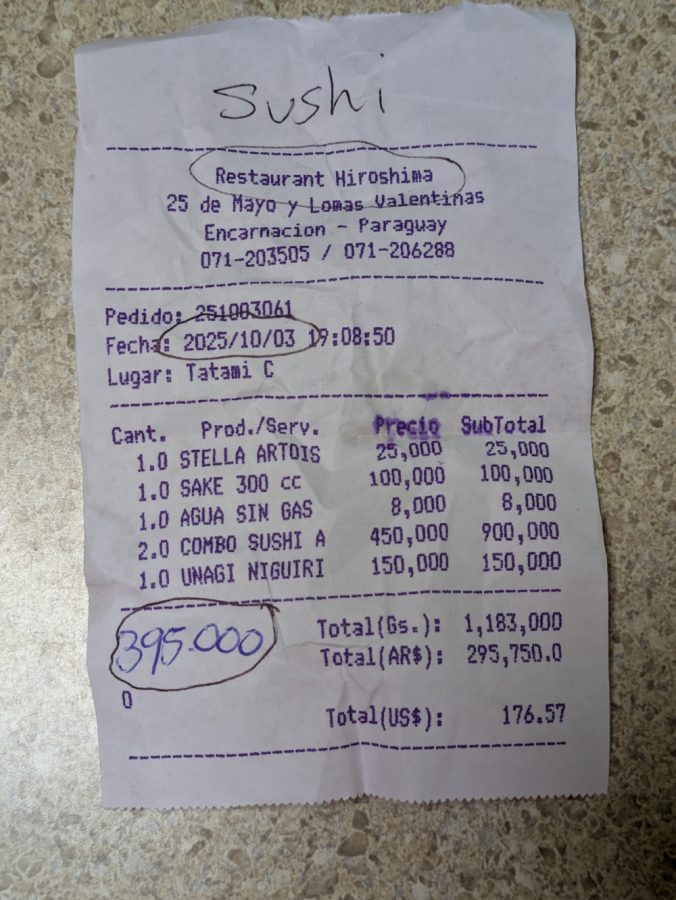 Sushi
Restaurant Hiroshima
25 de Mayo y Lomas Valentinas
Encarnacion - Paraguay
071-203505 / 071-206288
Pedido: 251003061
Fecha: 2025/10/03 19:08:50
Lugar: Tatami C
Cant. Prod./Serv. Precio SubTotal
1.0 STELLA ARTOIS 25,000 25,000
1.0 SAKE 300 cc 100,000 100,000
1.0 AGUA SIN GAS 8,000 8,000
2.0 COMBO SUSHI A 450,000 900,000
1.0 UNAGI NIGUIRI 150,000 150,000
395.000 Total(Gs.): 1,183,000
Total(AR$): 295,750.0
0
Total(US$): 176.57